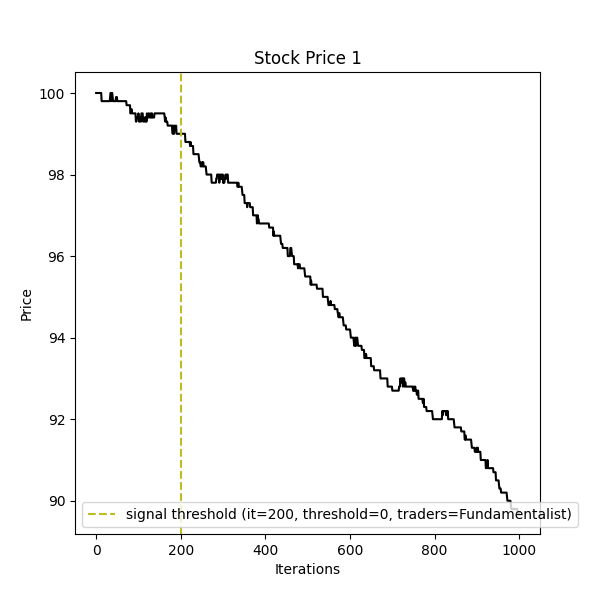 Stock Price 1
100
98
96
94
92
90
Price
signal threshold (it=200, threshold=0, traders=Fundamentalist)
0 200 400 600 800 1000
Iterations